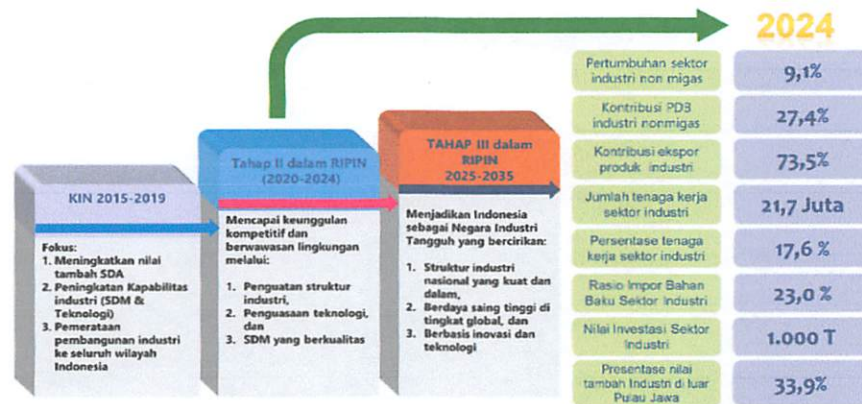 2024
Pertumbuhan sektor
industri non migas
9,1%
Kontribusi PDB
industri nonmigas
27,4%
Kontribusi ekspor
produk industri
73,5%
Jumlah tenaga kerja
sektor industri
21,7 Juta
Persentase tenaga
kerja sektor industri
17,6 %
Rasio Impor Bahan
Baku Sektor Industri
23,0 %
Nilai Investasi Sektor
Industri
1.000 T
Presentase nilai
tambah Industri di luar
Pulau Jawa
33,9%
KIN 2015-2019
Fokus:
1. Meningkatkan nilai
tambah SDA
2. Peningkatan Kapabilitas
industri (SDM &
Teknologi)
3. Pemerataan
pembangunan industri
ke seluruh wilayah
Indonesia
Tahap II dalam RIPIN
(2020-2024)
Mencapai keunggulan
kompetitif dan
berwawasan lingkungan
melalui:
1. Penguatan struktur
industri,
2. Penguasaan teknologi,
dan
3. SDM yang berkualitas
TAHAP III dalam
RIPIN
2025-2035
Menjadikan Indonesia
sebagai Negara Industri
Tangguh yang bercirikan:
1. Struktur industri
nasional yang kuat dan
dalam,
2. Berdaya saing tinggi di
tingkat global, dan
3. Berbasis inovasi dan
teknologi